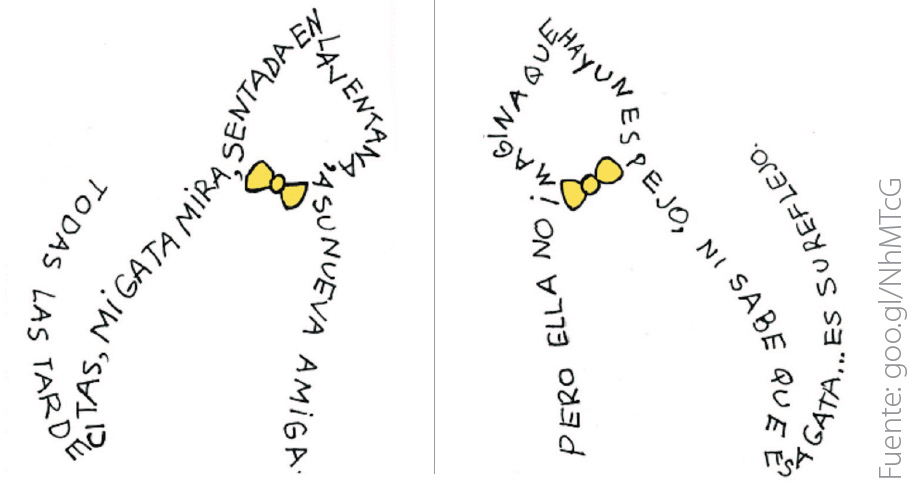 TODAS LAS TARDECITAS, MI GATA MIRA, SENTADA EN LA VENTANA, A SU NUEVA AMIGA.
PERO ELLA NO IMAGINA QUE HAY UN ESPEJO, NI SABE QUE ESA GATA... ES SU REFLEJO.
Fuente: goo.gl/NhMTcG